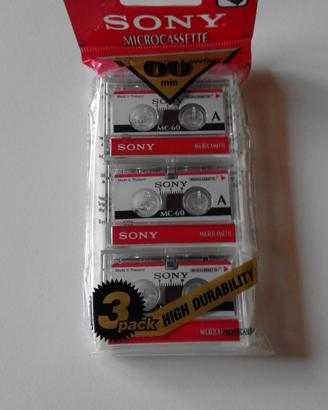 SONY
MICROCASSETTE
60
min
Made in Thailand
SONY
A
MC-60
SONY MICROCASSETTE
Made in Thailand
SONY
A
MC-60
SONY MICROCASSETTE
Made in Thailand
SONY
3
pack
HIGH DURABILITY